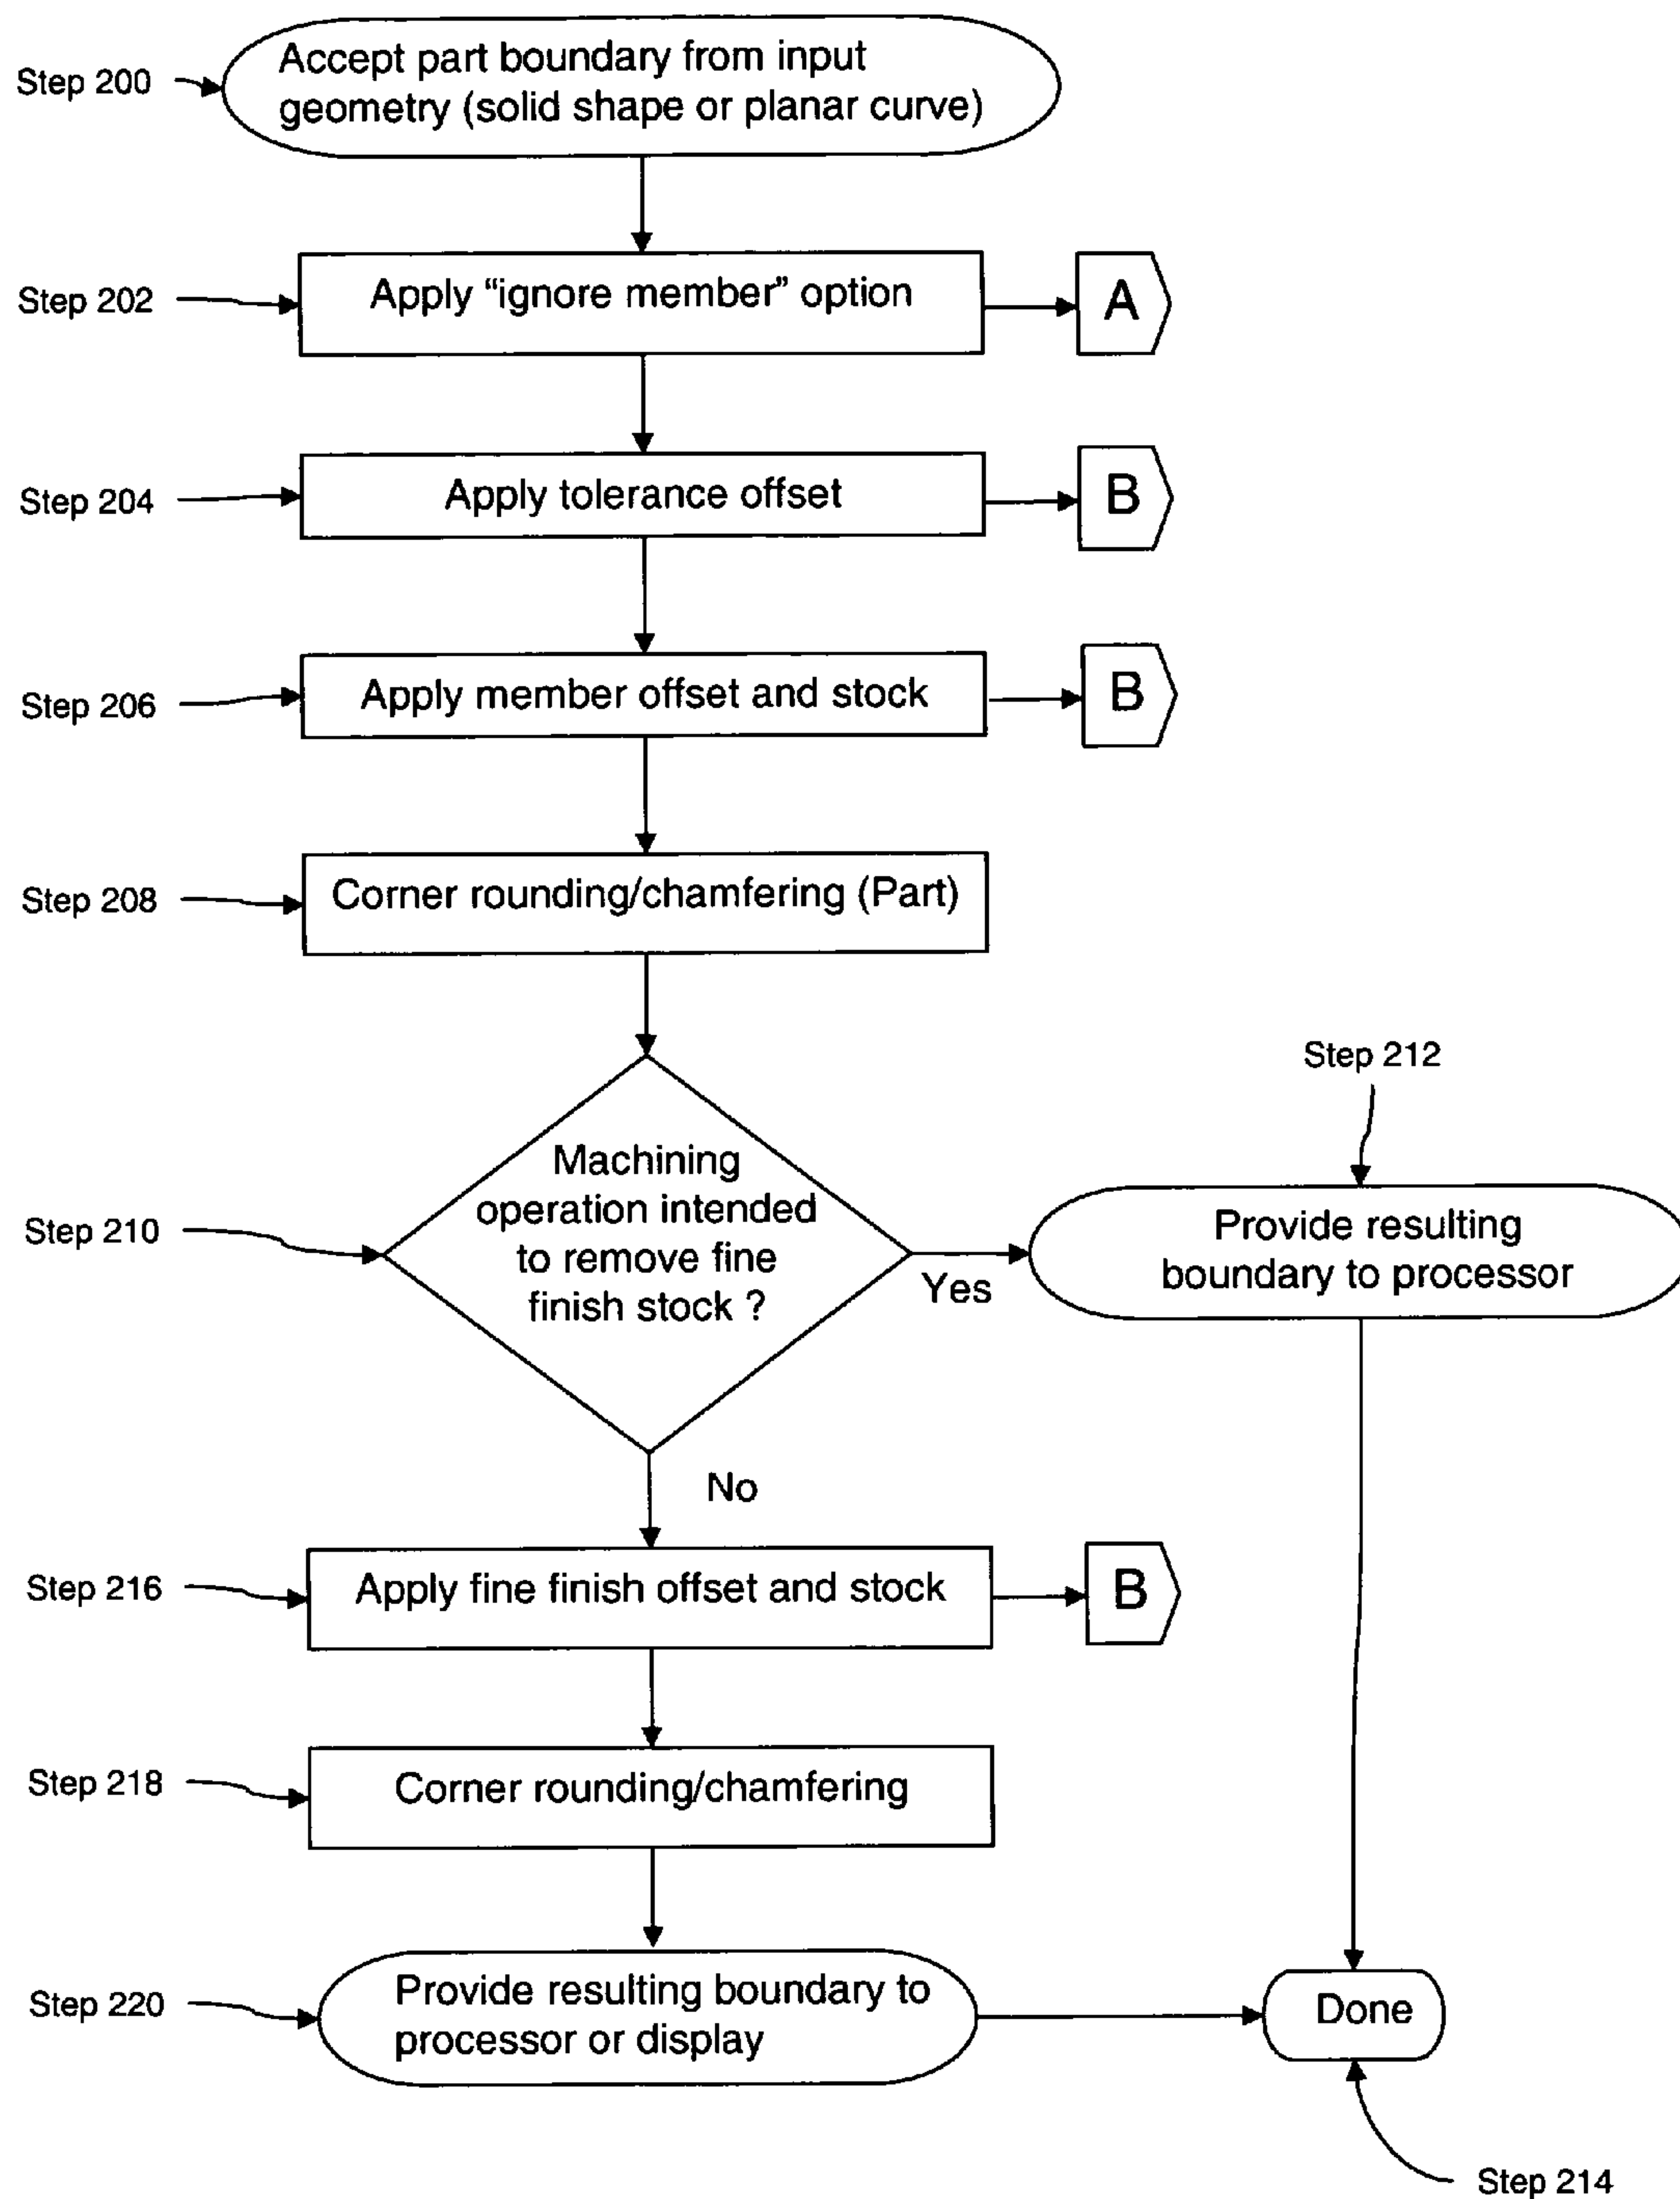 Step 200
Accept part boundary from input
geometry (solid shape or planar curve)
Step 202
Apply “ignore member” option
A
Step 204
Apply tolerance offset
B
Step 206
Apply member offset and stock
B
Step 208
Corner rounding/chamfering (Part)
Step 210
Machining
operation intended
to remove fine
finish stock ?
Yes
Step 212
Provide resulting
boundary to processor
No
Step 216
Apply fine finish offset and stock
B
Step 218
Corner rounding/chamfering
Step 220
Provide resulting boundary to
processor or display
Done
Step 214